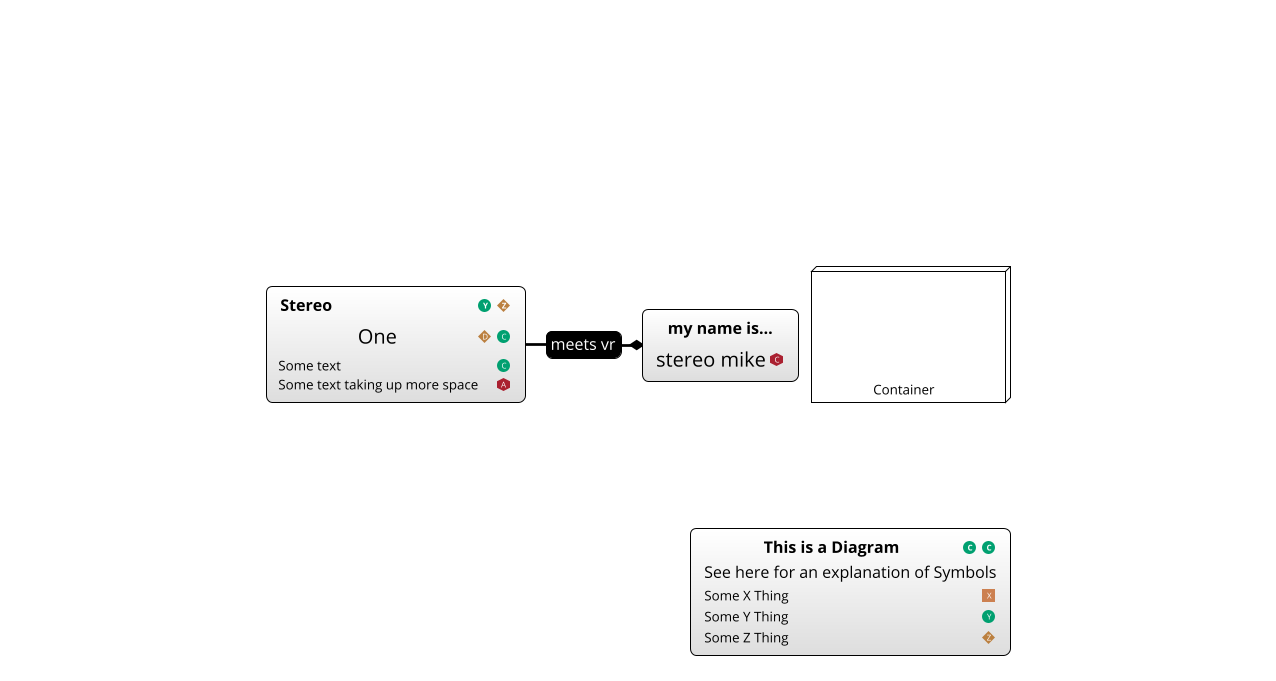 Stereo Y Z
One D C
Some text C
Some text taking up more space A
meets vr
my name is...
stereo mike C
Container
This is a Diagram C C
See here for an explanation of Symbols
Some X Thing X
Some Y Thing Y
Some Z Thing Z